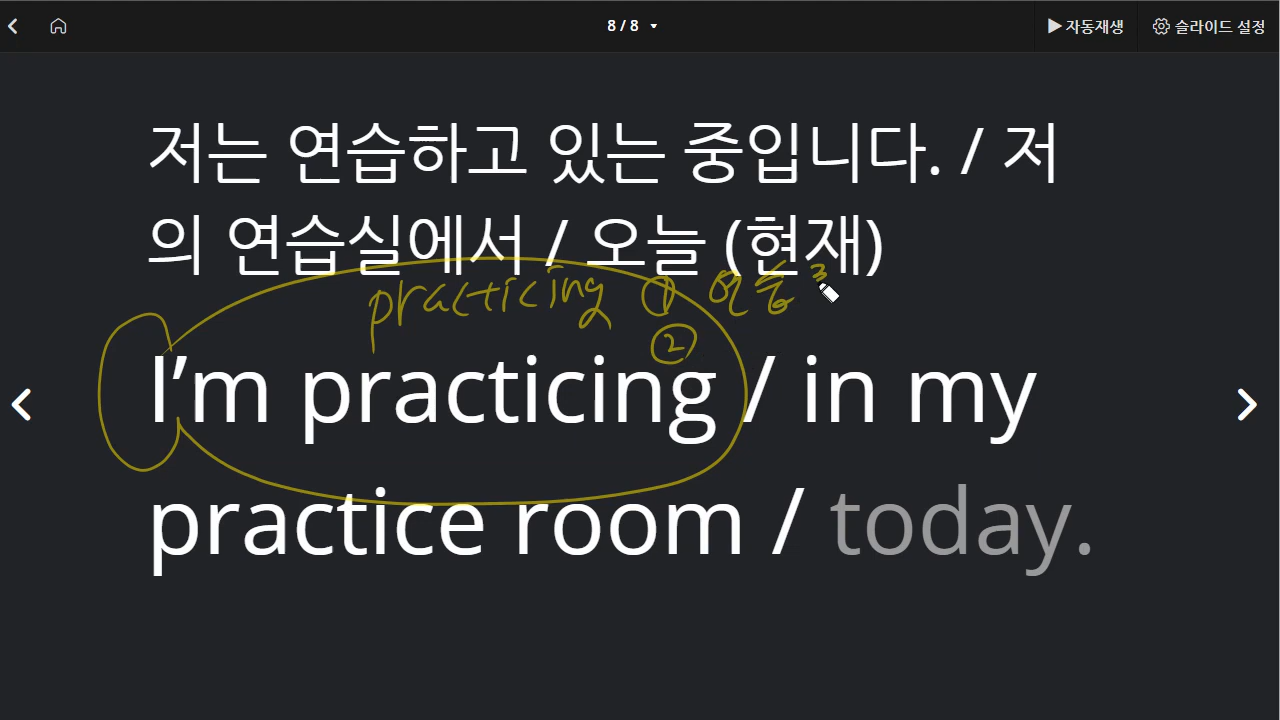 8 / 8
자동재생
슬라이드 설정
저는 연습하고 있는 중입니다. / 저
의 연습실에서 / 오늘 (현재)
practicing ① 연습
②
I'm practicing / in my
practice room / today.